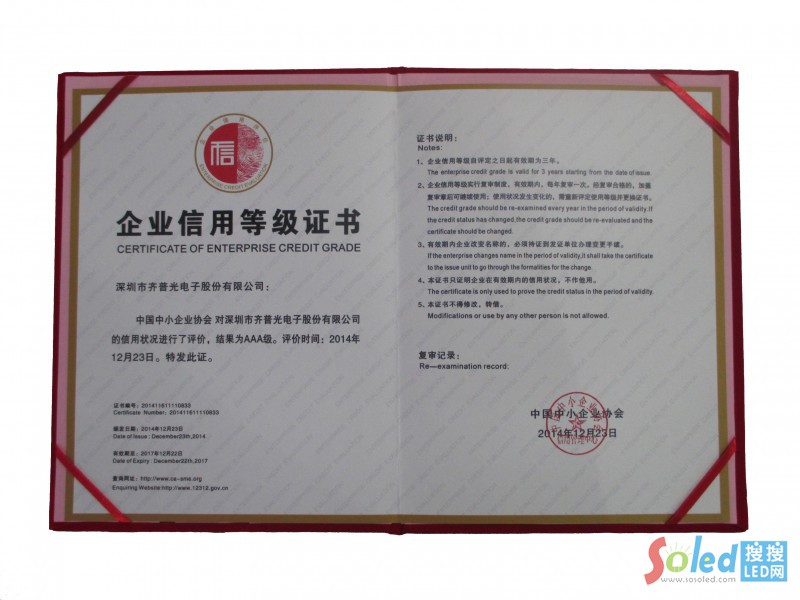 信
ENTERPRISE CREDIT EVALUATION
企业信用等级证书
CERTIFICATE OF ENTERPRISE CREDIT GRADE
深圳市齐普光电子股份有限公司：
中国中小企业协会 对深圳市齐普光电子股份有限公司
的信用状况进行了评价，结果为AAA级。评价时间：2014年
12月23日。特发此证。
证书编号：201411611110833
Certificate Number：201411611110833
颁发日期：2014年12月23日
Date of Issue：December23th,2014
有效期至：2017年12月22日
Date of Expiry：December22th,2017
查询网址：http://www.ca-sme.org
Enquiring Website:http://www.12312.gov.cn
证书说明：
Notes:
1、企业信用等级自评定之日起有效期为三年。
The enterprise credit grade is valid for 3 years starting from the date of issue.
2、企业信用等级实行复审制度。有效期内，每年复审一次。经复审合格的，加盖
复审章后可继续使用；使用状况发生变化的，需重新评定信用等级并更换证书。
The credit grade should be re-examined every year in the period of validity.If
the credit status has changed,the credit grade should be re-evaluated and the
certificate should be changed.
3、有效期内企业改变名称的，必须持证到发证单位办理变更手续。
If the enterprise changes name in the period of validity,it shall take the certificate
to the issue unit to go through the formalities for the change.
4、本证书只证明企业在有效期内的信用状况，不作他用。
The certificate is only used to prove the credit status in the period of validity.
5、本证书不得修改，转借。
Modifications or use by any other person is not allowed.
复审记录：
Re—examination record:
中国中小企业协会
2014年12月23日
Soled 搜搜
LED网
www.sosoled.com